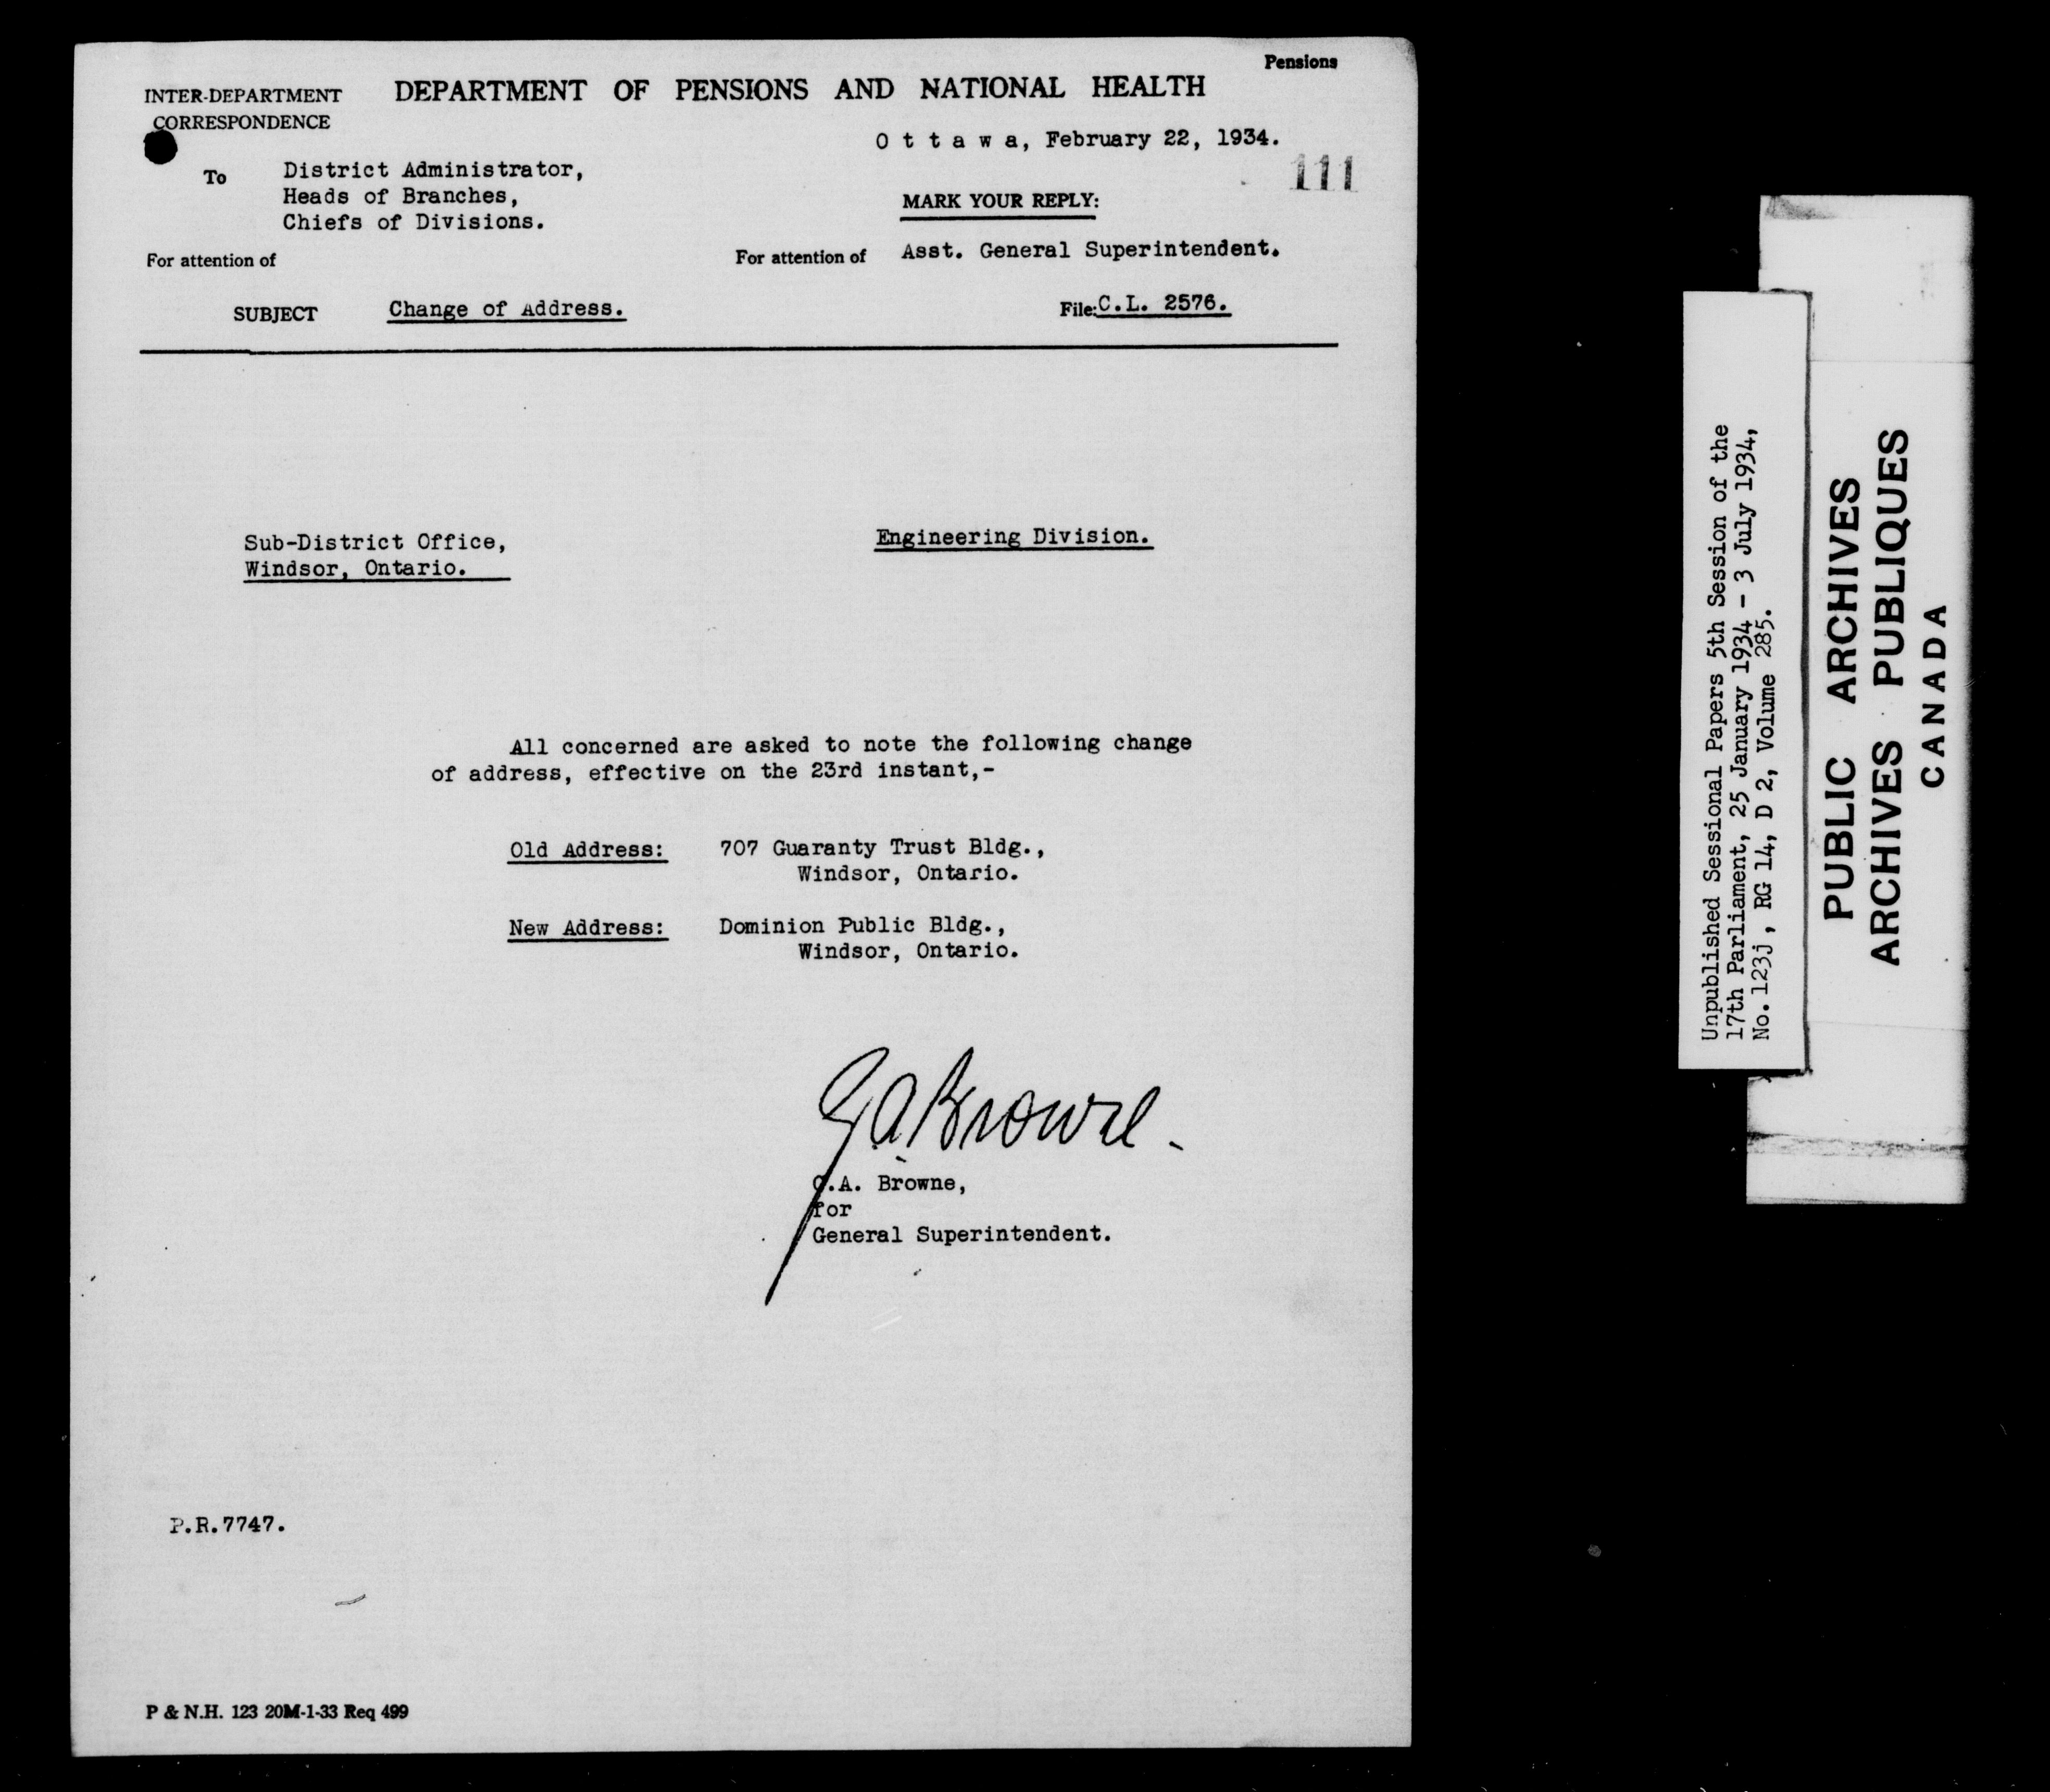 Pensions
INTER-DEPARTMENT
CORRESPONDENCE
DEPARTMENT OF PENSIONS AND NATIONAL HEALTH
Ottawa, February 22, 1934.
111
To
District Administrator,
Heads of Branches,
Chiefs of Divisions.
MARK YOUR REPLY:
For attention of
For attention of Asst. General Superintendent.
SUBJECT Change of Address.
File: C.L. 2576.
Sub-District Office,
Windsor, Ontario.
Engineering Division.
All concerned are asked to note the following change
of address, effective on the 23rd instant,-
Old Address: 707 Guaranty Trust Bldg.,
Windsor, Ontario.
New Address: Dominion Public Bldg.,
Windsor, Ontario.
A Browne.
.A. Browne,
for
General Superintendent.
P.R.7747.
P & N.H. 123 20M-1-33 Req 499
Unpublished Sessional Papers 5th Session of the
17th Parliament, 25 January 1934 - 3 July 1934,
No. 123j, RG 14, D 2, Volume 285.
PUBLIC ARCHIVES
ARCHIVES PUBLIQUES
CANADA